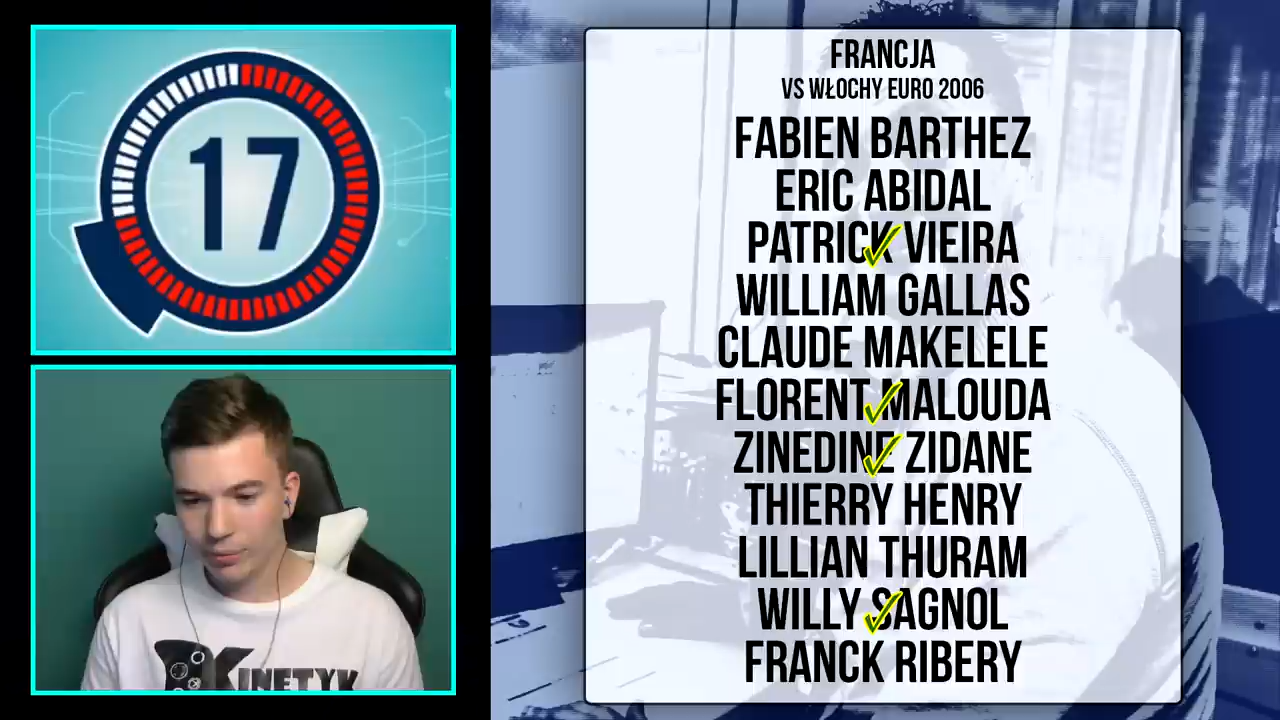 17
KINETYK
FRANCJA
VS WŁOCHY EURO 2006
FABIEN BARTHEZ
ERIC ABIDAL
PATRICK VIEIRA
WILLIAM GALLAS
CLAUDE MAKELELE
FLORENT MALOUDA
ZINEDINE ZIDANE
THIERRY HENRY
LILLIAN THURAM
WILLY SAGNOL
FRANCK RIBERY